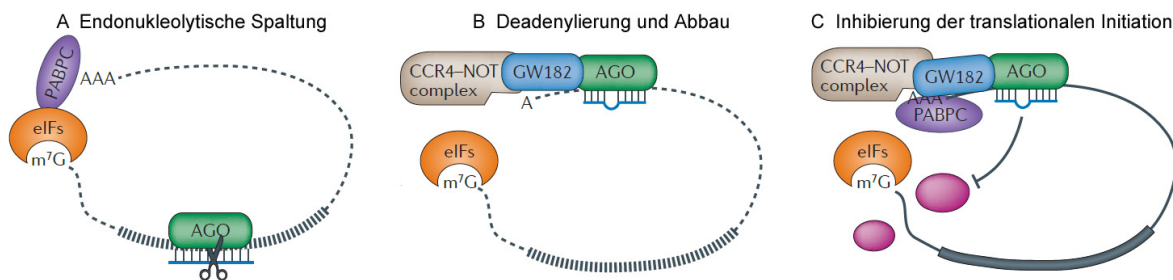 A Endonukleolytische Spaltung
PABPC
AAA
eIFs
m⁷G
AGO
B Deadenylierung und Abbau
CCR4–NOT
complex
GW182
AGO
A
eIFs
m⁷G
C Inhibierung der translationalen Initiation
CCR4–NOT
complex
GW182
AGO
AAA
PABPC
eIFs
m⁷G